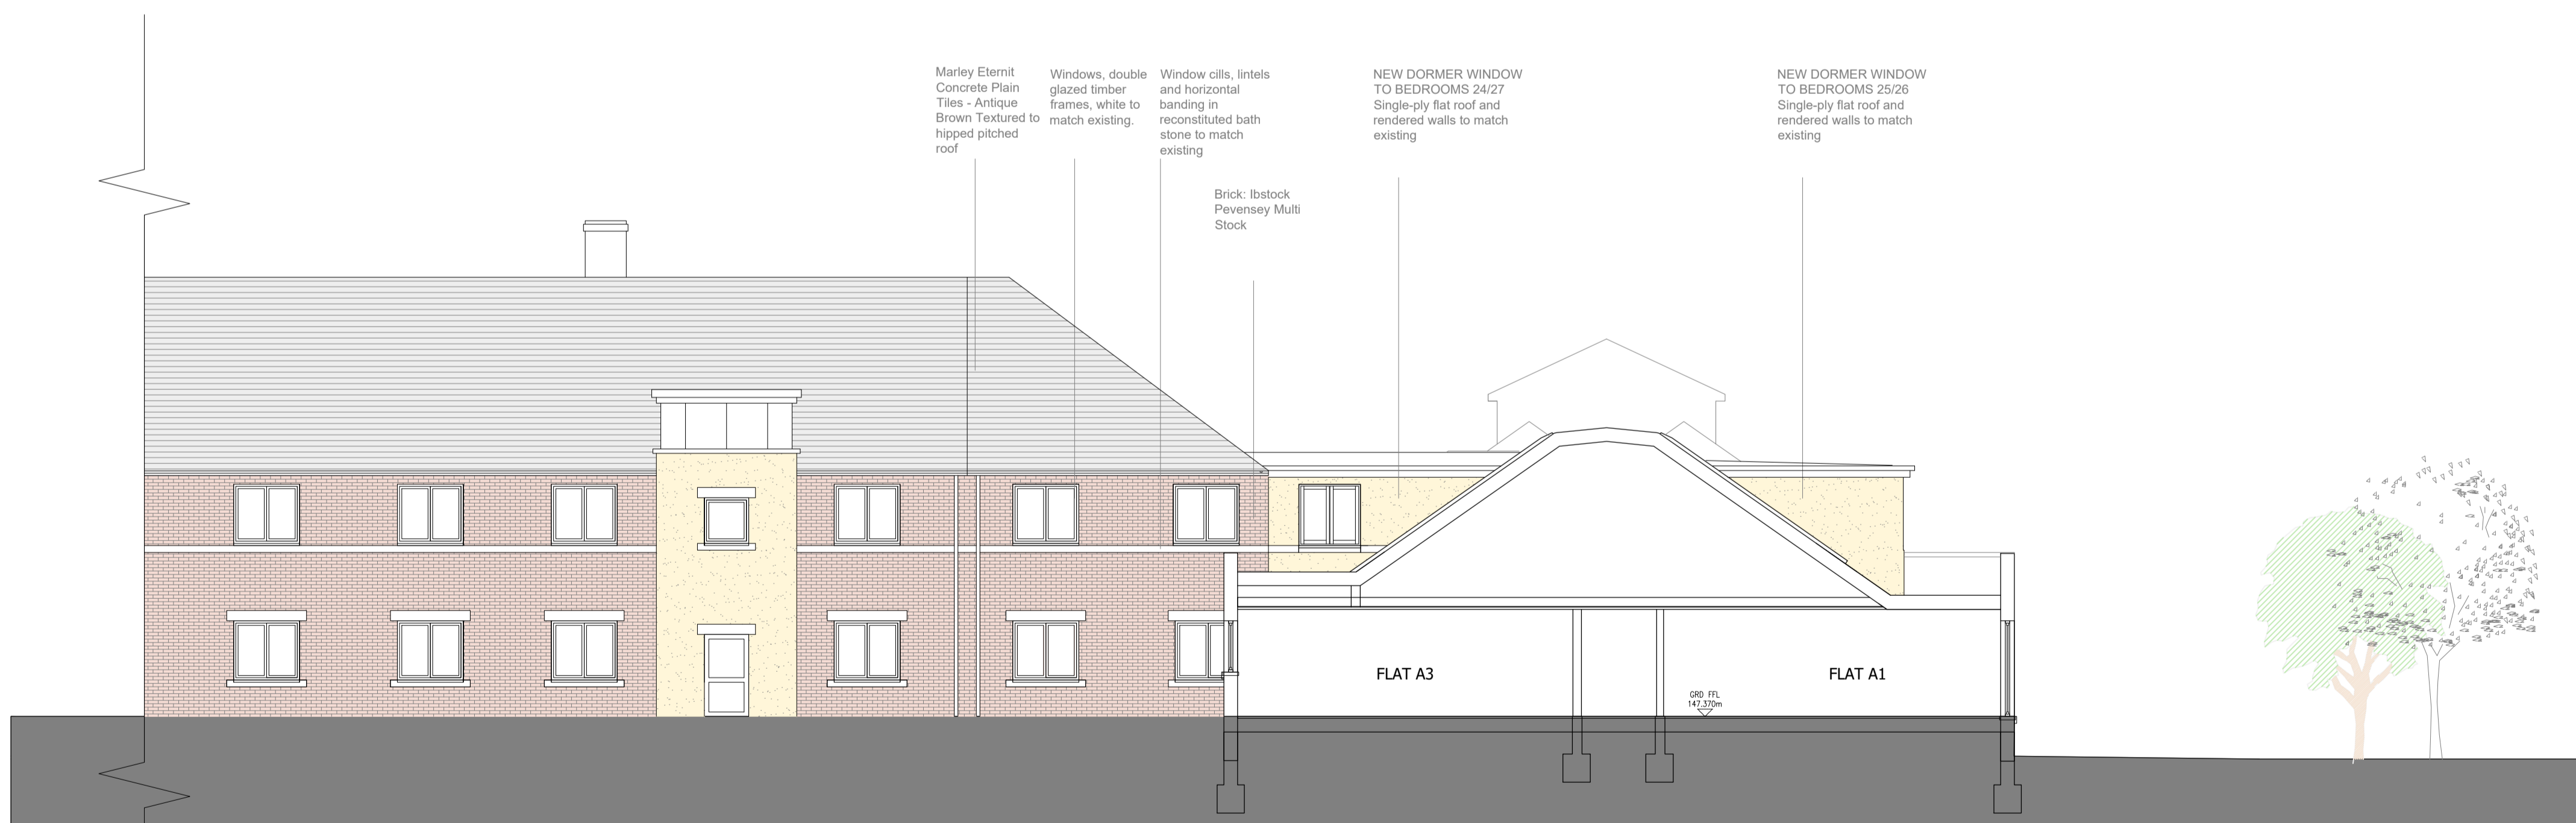 Marley Eternit
Concrete Plain
Tiles - Antique
Brown Textured to
hipped pitched
roof
Windows, double
glazed timber
frames, white to
match existing.
Window cills, lintels
and horizontal
banding in
reconstituted bath
stone to match
existing
Brick: Ibstock
Pevensey Multi
Stock
NEW DORMER WINDOW
TO BEDROOMS 24/27
Single-ply flat roof and
rendered walls to match
existing
NEW DORMER WINDOW
TO BEDROOMS 25/26
Single-ply flat roof and
rendered walls to match
existing
FLAT A3
FLAT A1
GRD FFL
147.370m